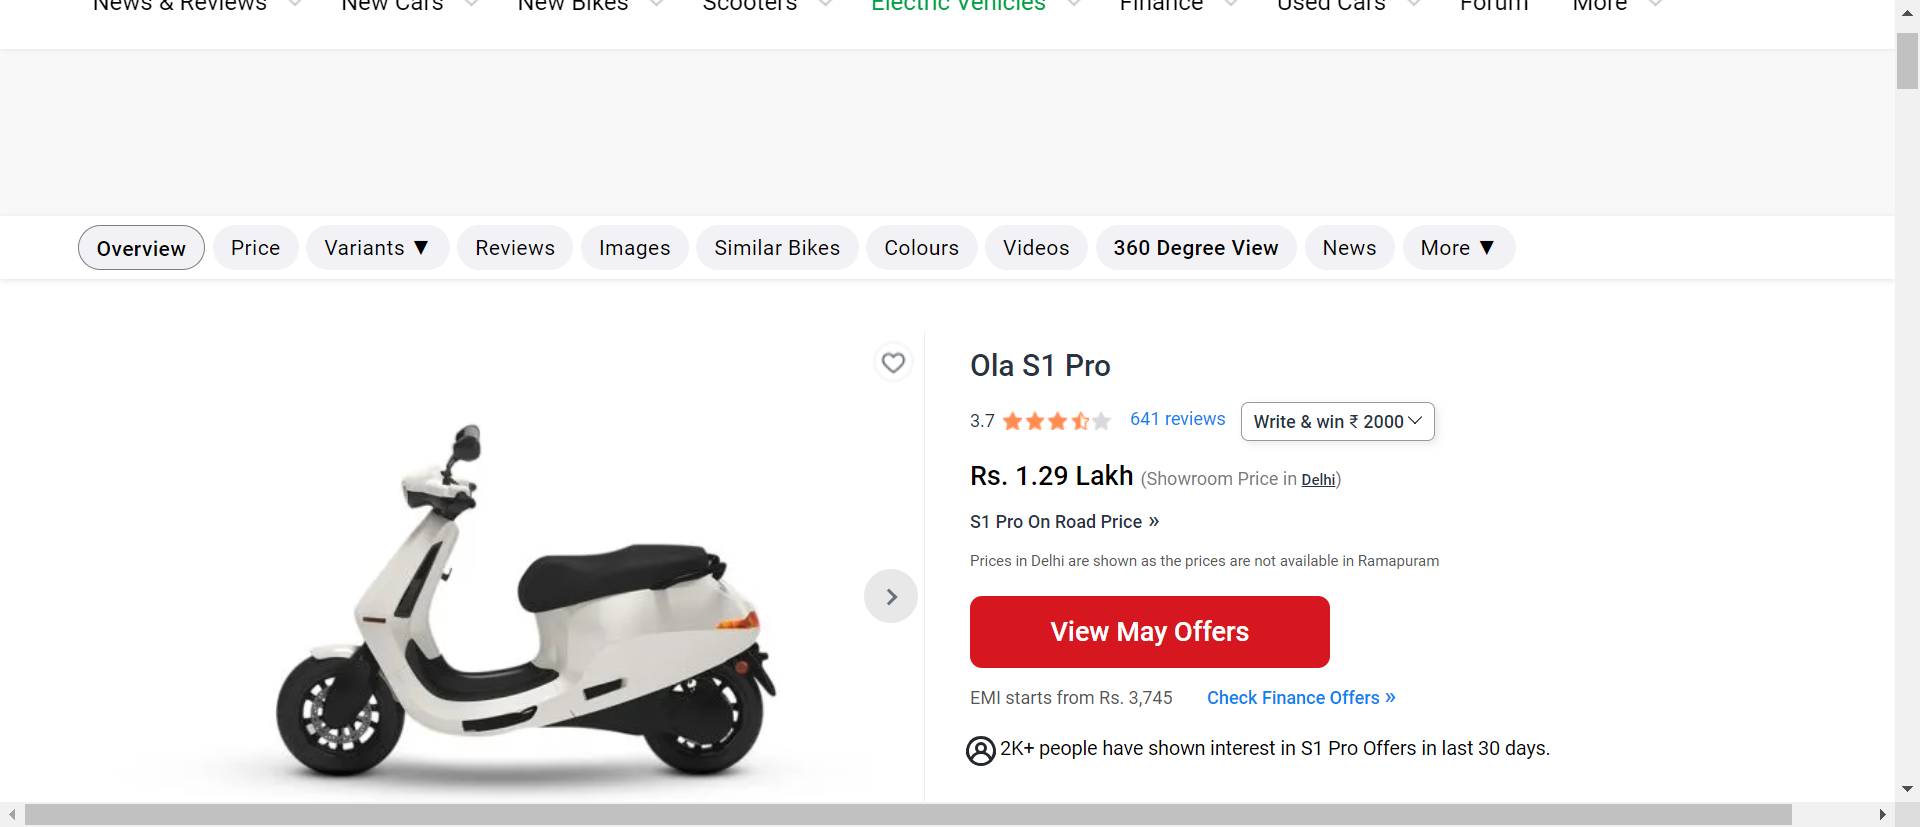 News & Reviews New Cars New Bikes Scooters Electric Vehicles Finance Used Cars Forum More
Overview Price Variants ▼ Reviews Images Similar Bikes Colours Videos 360 Degree View News More ▼
Ola S1 Pro
3.7 641 reviews Write & win ₹ 2000
Rs. 1.29 Lakh (Showroom Price in Delhi)
S1 Pro On Road Price »
Prices in Delhi are shown as the prices are not available in Ramapuram
View May Offers
EMI starts from Rs. 3,745 Check Finance Offers »
2K+ people have shown interest in S1 Pro Offers in last 30 days.